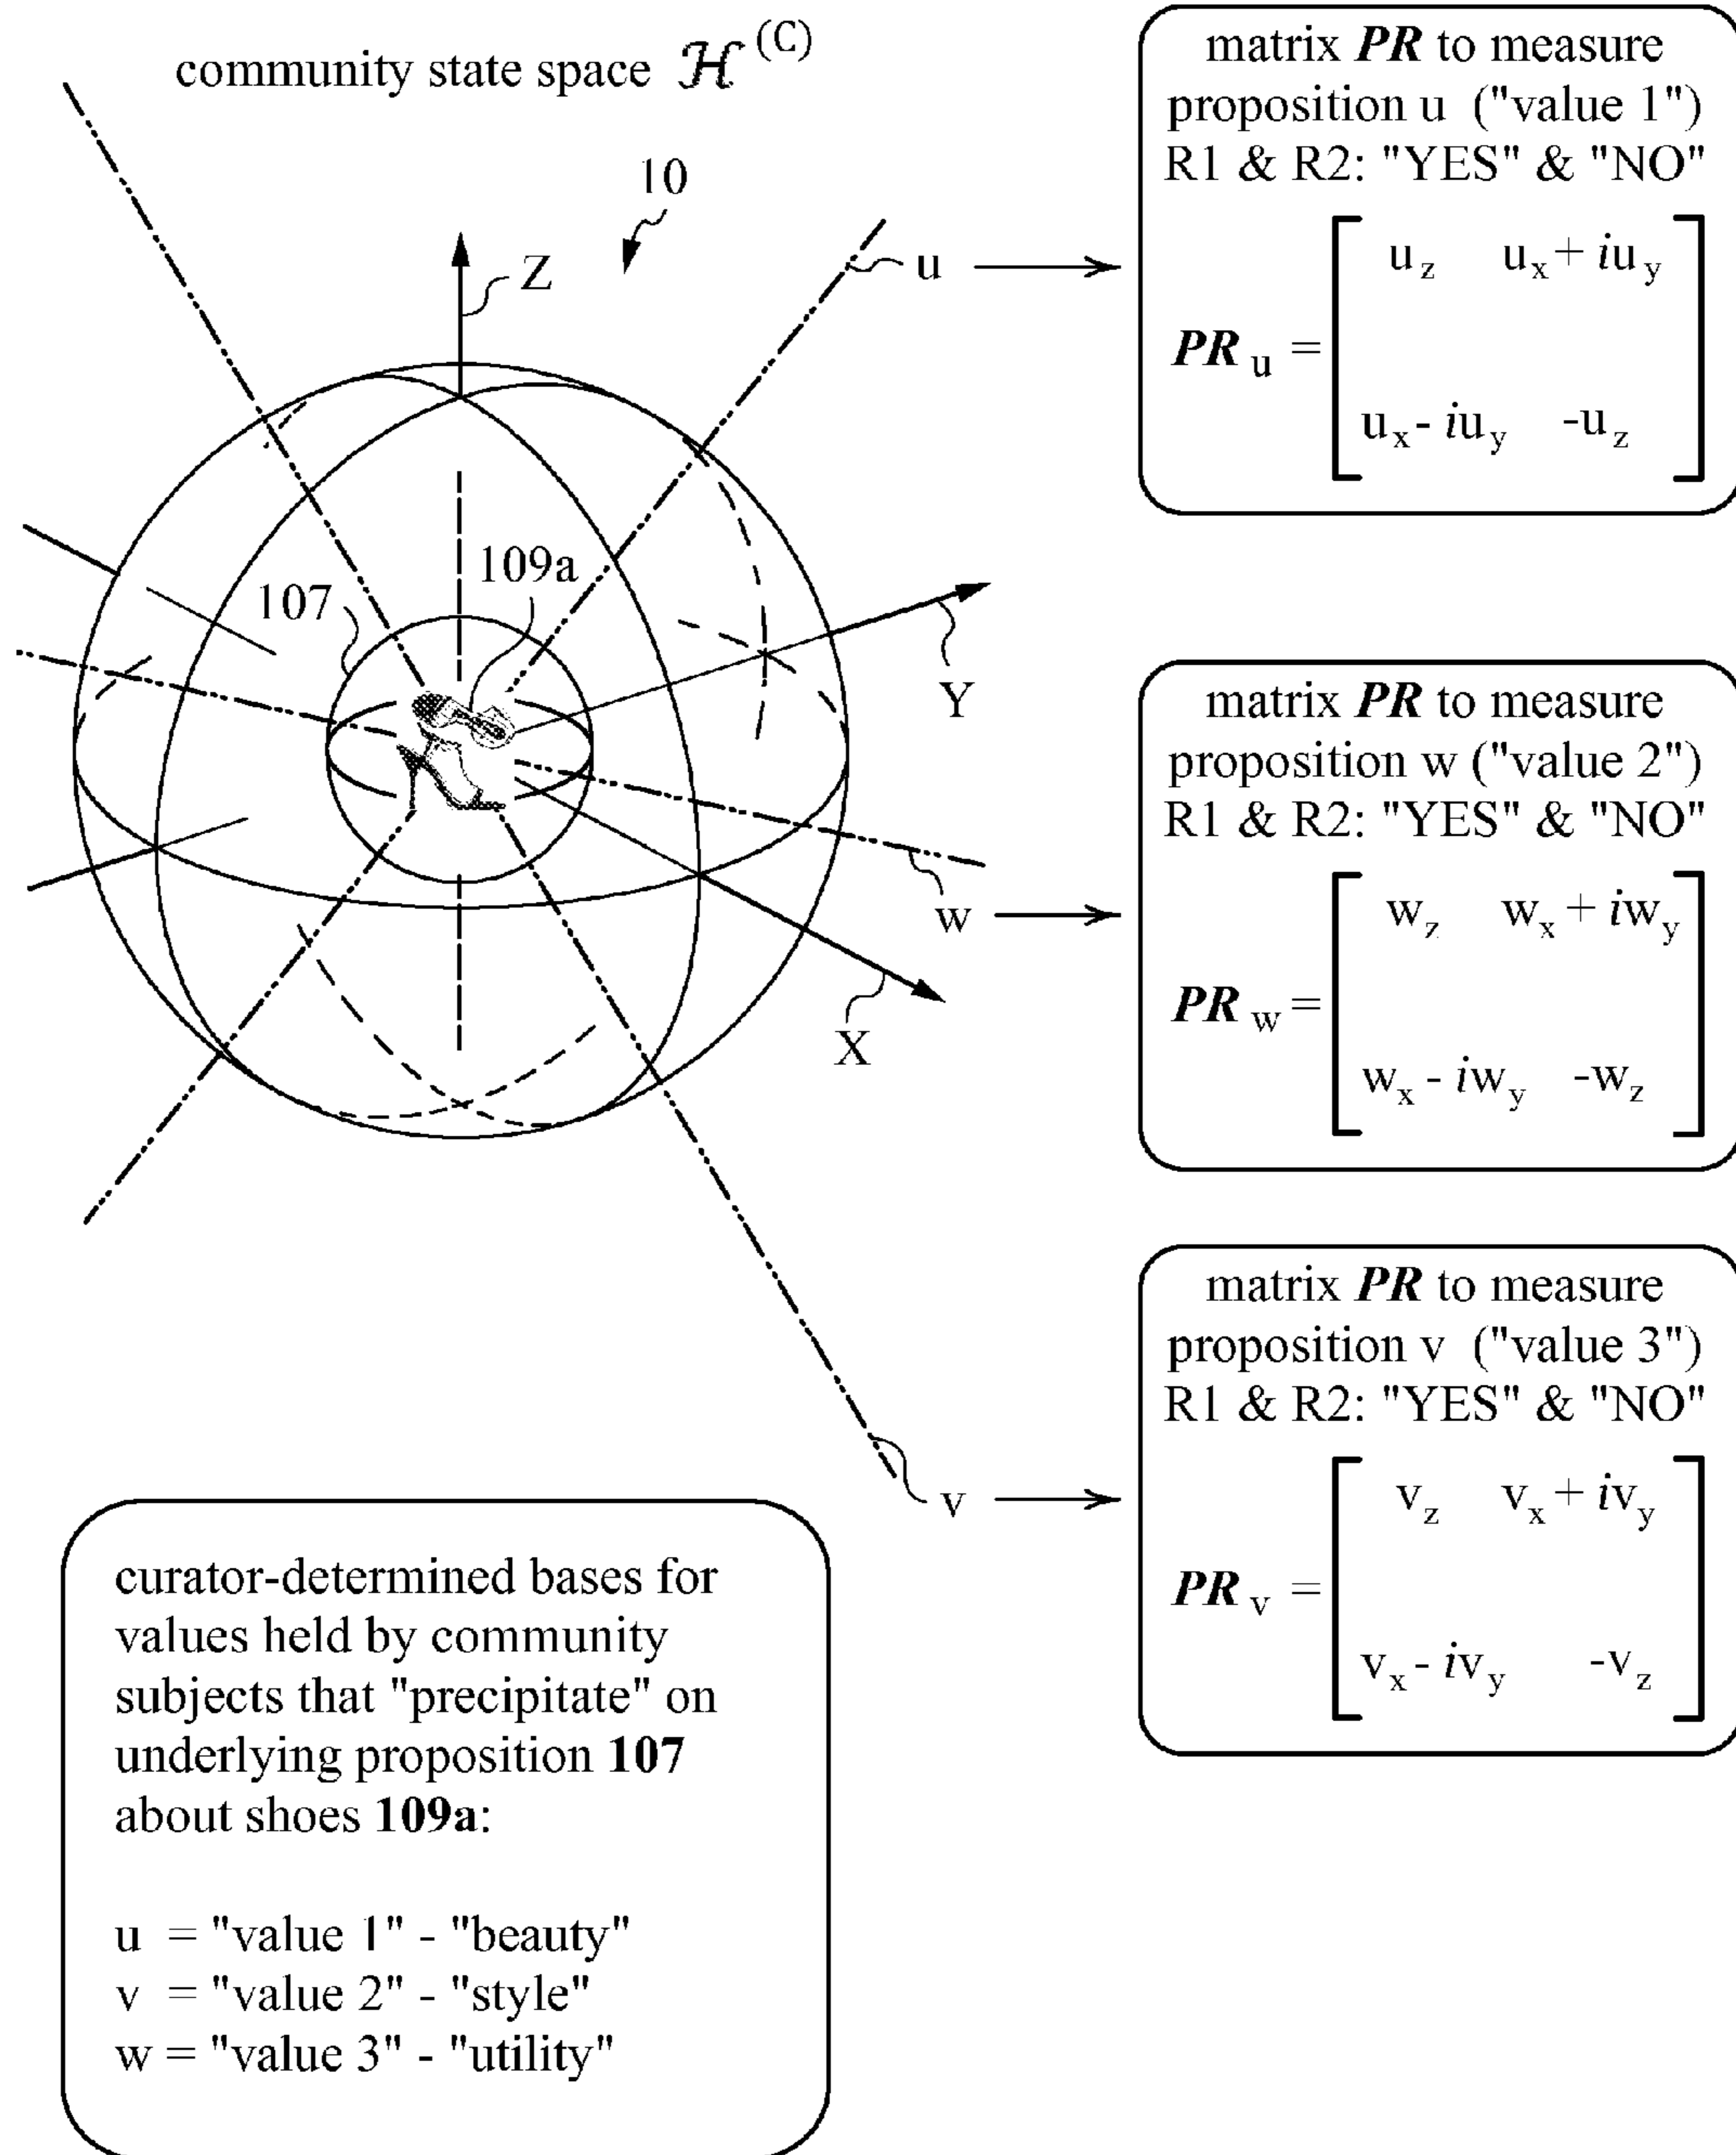 community state space ℋ (C)
10
Z
u
107
109a
Y
w
X
v
matrix PR to measure
proposition u ("value 1")
R1 & R2: "YES" & "NO"
u_z u_x + iu_y
PR_u =
u_x - iu_y -u_z
matrix PR to measure
proposition w ("value 2")
R1 & R2: "YES" & "NO"
w_z w_x + iw_y
PR_w =
w_x - iw_y -w_z
matrix PR to measure
proposition v ("value 3")
R1 & R2: "YES" & "NO"
v_z v_x + iv_y
PR_v =
v_x - iv_y -v_z
curator-determined bases for
values held by community
subjects that "precipitate" on
underlying proposition 107
about shoes 109a:
u = "value 1" - "beauty"
v = "value 2" - "style"
w = "value 3" - "utility"